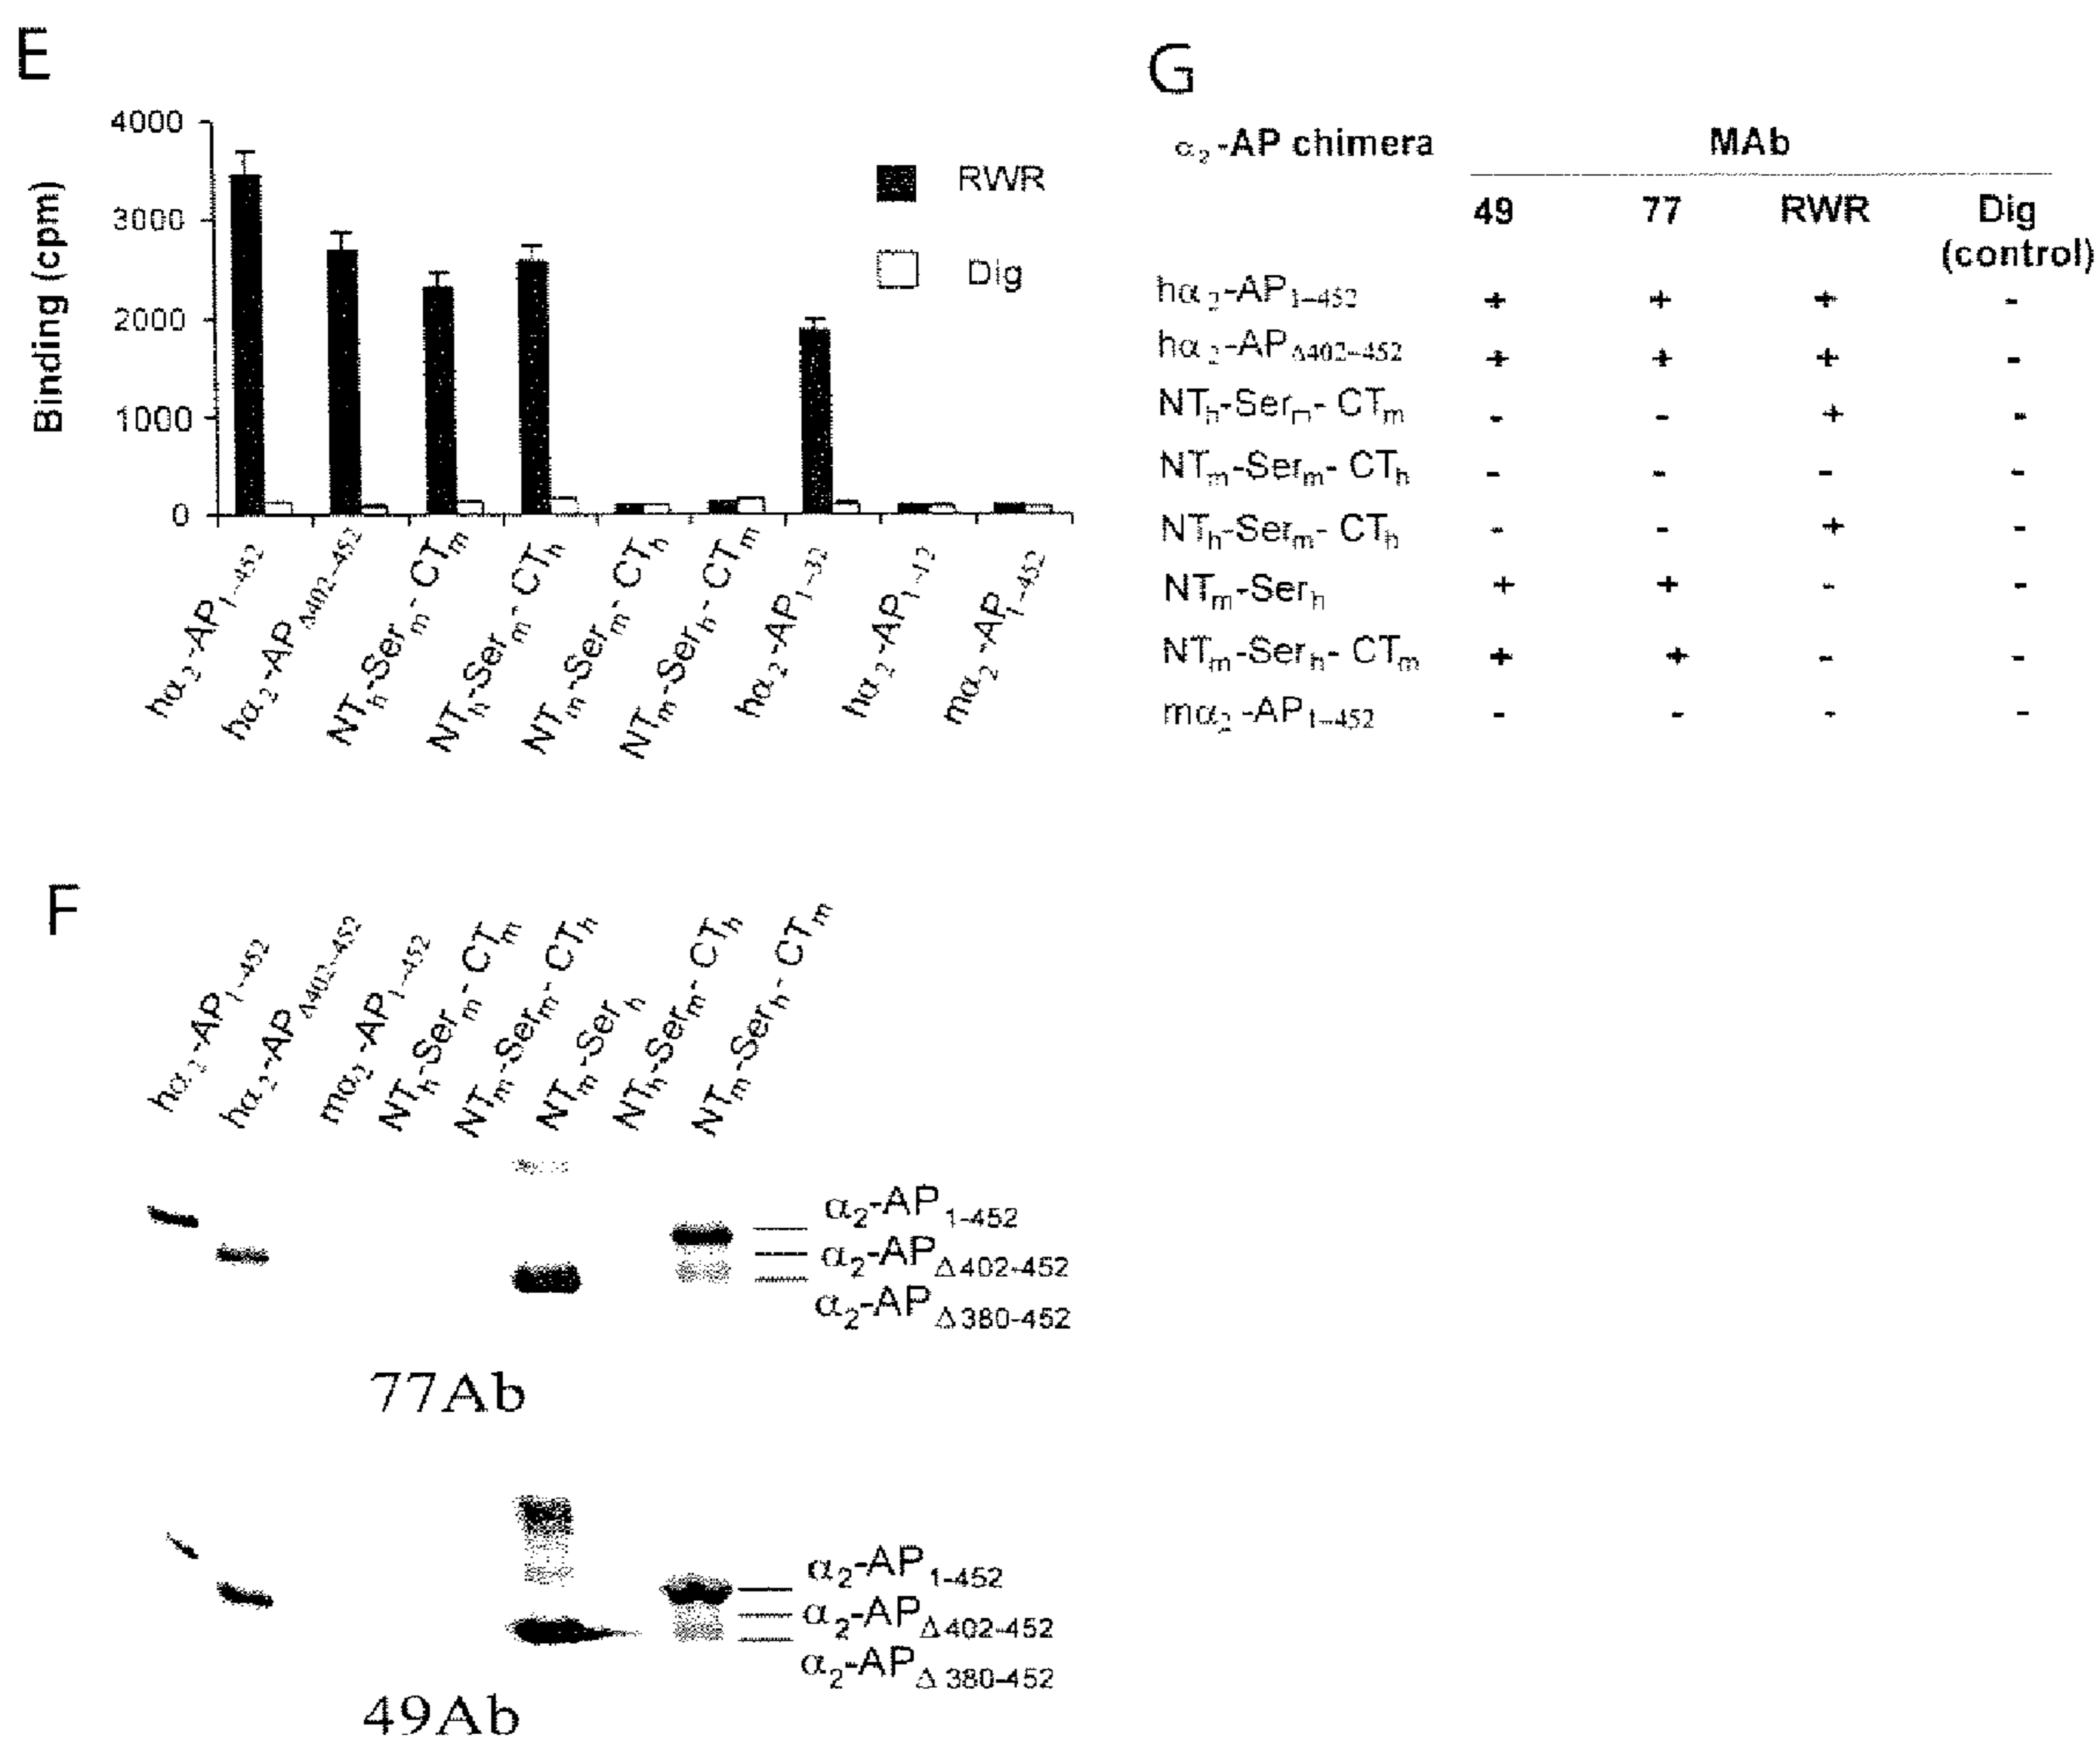 E
4000
3000
2000
1000
0
Binding (cpm)
RWR
Dig
hα2-AP1–452
hα2-APΔ402–452
NTh-Serm-CTm
NTh-Serm-CTh
NTm-Serm-CTh
NTm-Serh-CTm
hα2-AP1–32
hα2-AP1–12
mα2-AP1–452
G
α2-AP chimera MAb
49 77 RWR Dig
(control)
hα2-AP1–452 + + + -
hα2-APΔ402–452 + + + -
NTh-Serm- CTm - - + -
NTm-Serm- CTh - - - -
NTh-Serm- CTh - - + -
NTm-Serh + + - -
NTm-Serh- CTm + + - -
mα2-AP1–452 - - - -
F
hα2-AP1–452
hα2-APΔ402–452
mα2-AP1–452
NTh-Serm- CTm
NTm-Serm- CTh
NTm-Serh
NTh-Serm- CTh
NTm-Serh- CTm
α2-AP1-452
α2-APΔ402-452
α2-APΔ380-452
77Ab
α2-AP1-452
α2-APΔ402-452
α2-APΔ380-452
49Ab